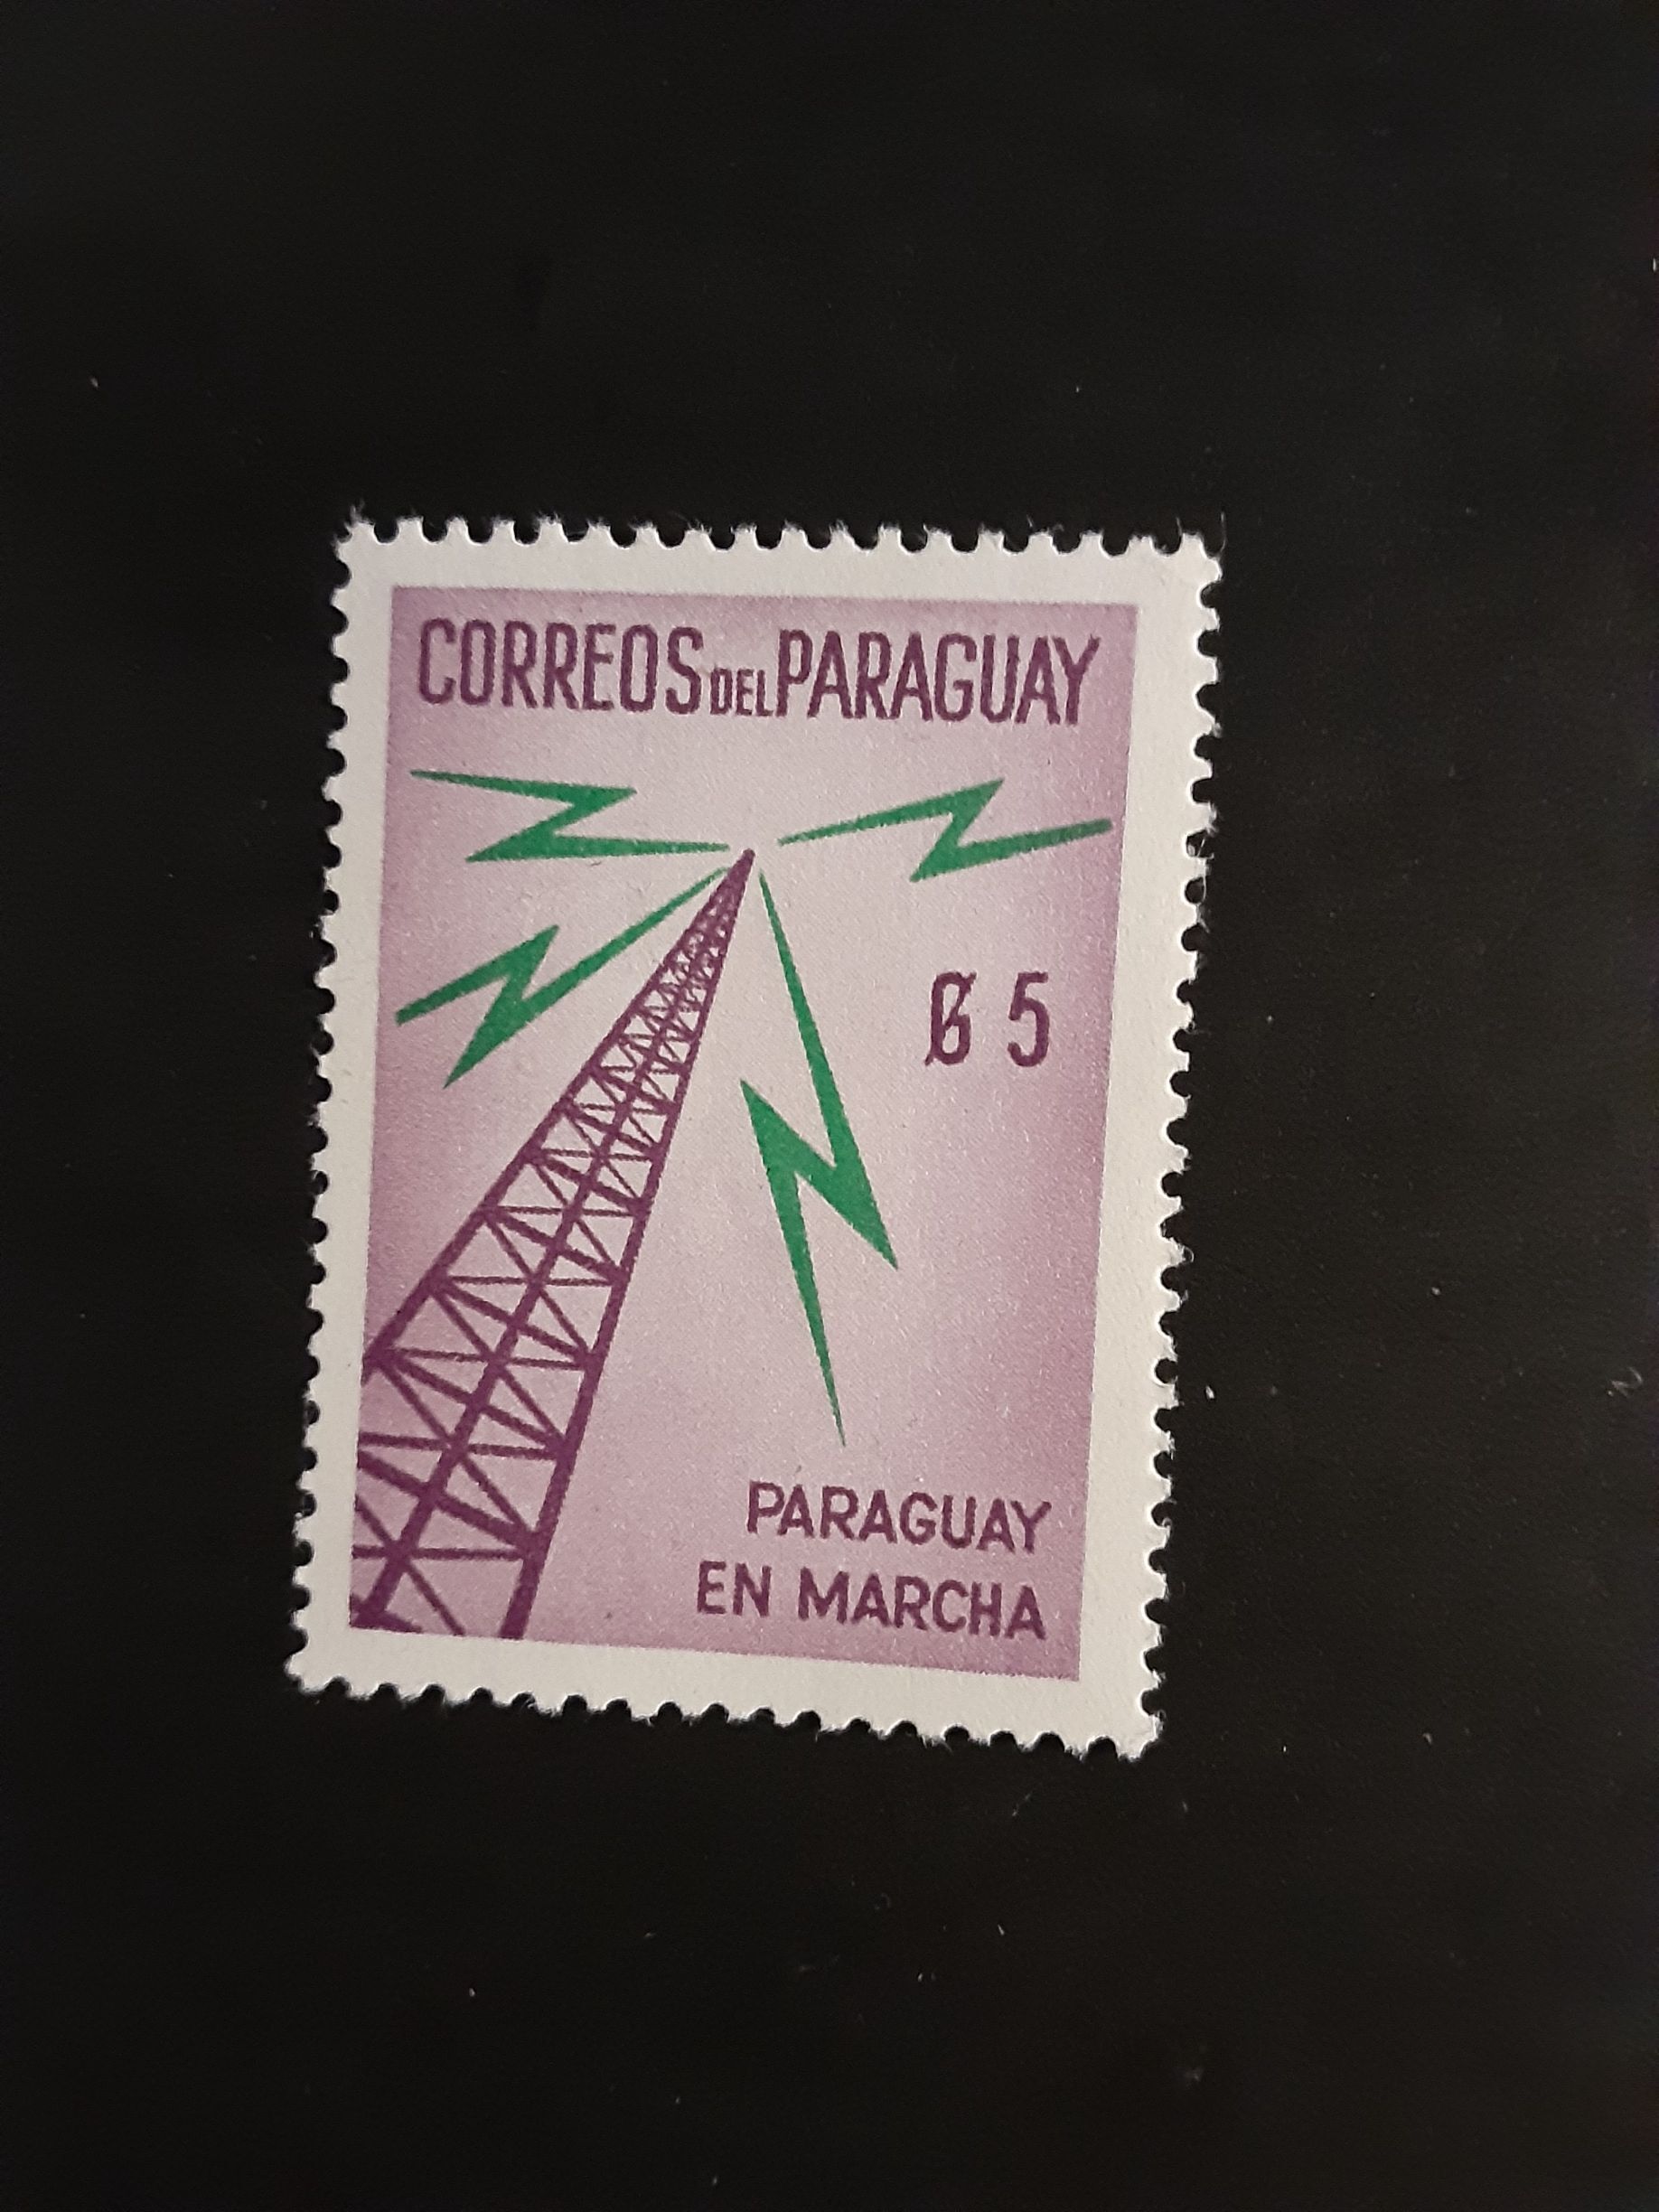 CORREOS DEL PARAGUAY
₲ 5
PARAGUAY
EN MARCHA